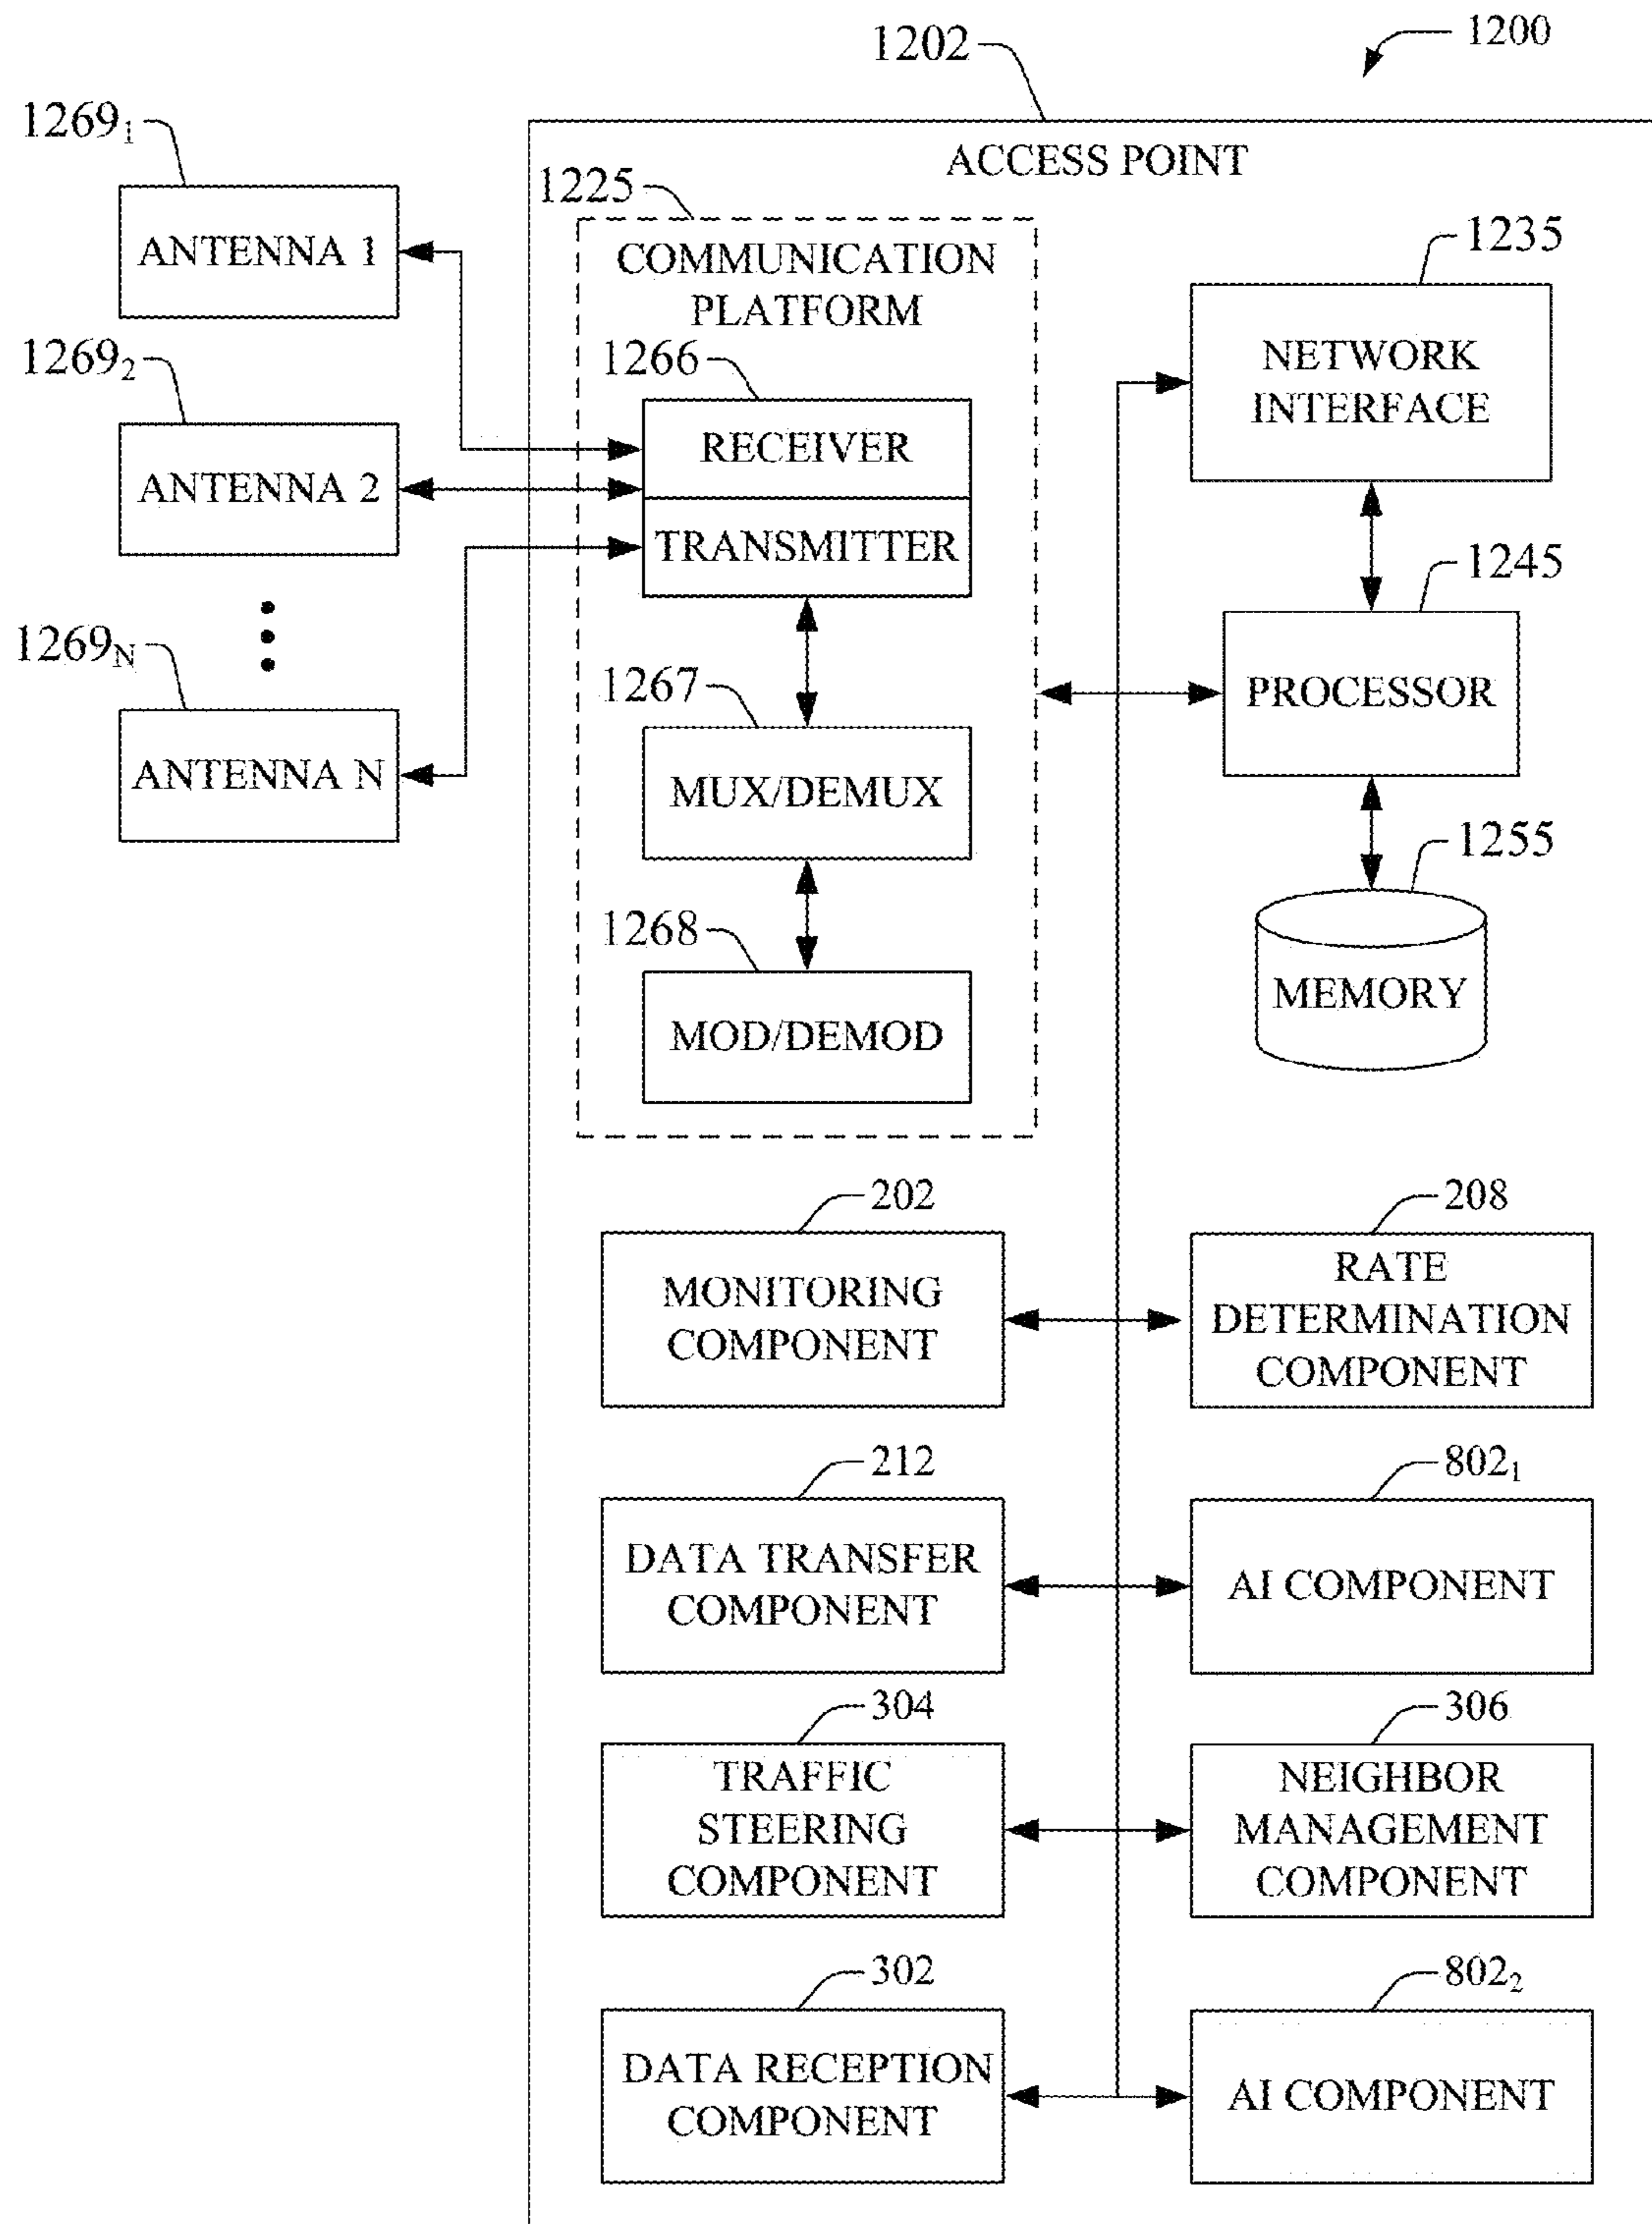 1200
1202
ACCESS POINT
1269₁
ANTENNA 1
1269₂
ANTENNA 2
1269N
ANTENNA N
1225
COMMUNICATION
PLATFORM
1266
RECEIVER
TRANSMITTER
1267
MUX/DEMUX
1268
MOD/DEMOD
1235
NETWORK
INTERFACE
1245
PROCESSOR
1255
MEMORY
202
MONITORING
COMPONENT
208
RATE
DETERMINATION
COMPONENT
212
DATA TRANSFER
COMPONENT
802₁
AI COMPONENT
304
TRAFFIC
STEERING
COMPONENT
306
NEIGHBOR
MANAGEMENT
COMPONENT
302
DATA RECEPTION
COMPONENT
802₂
AI COMPONENT